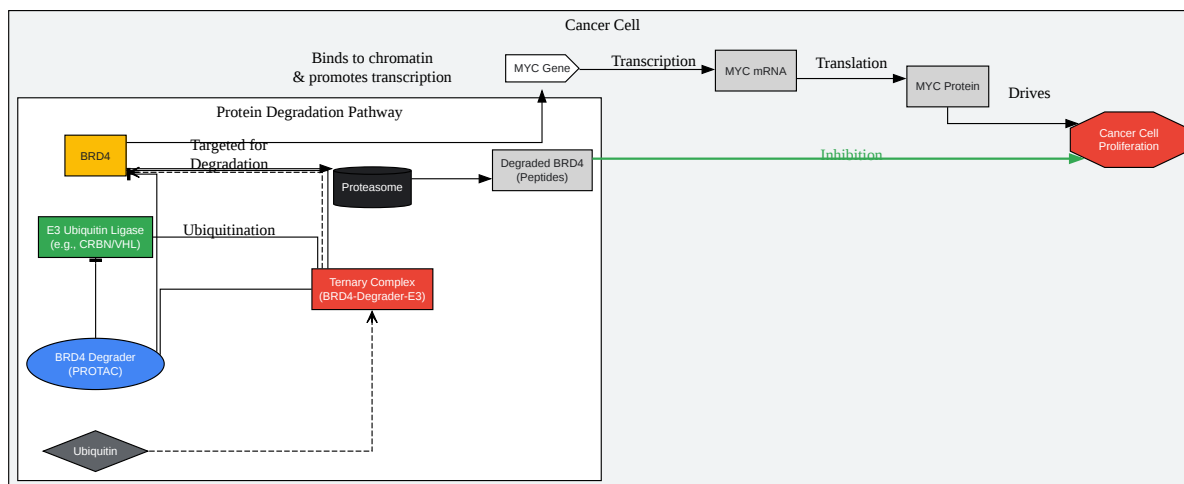 Cancer Cell
Binds to chromatin
& promotes transcription
MYC Gene
Transcription
MYC mRNA
Translation
MYC Protein
Drives
Cancer Cell
Proliferation
Protein Degradation Pathway
BRD4
Targeted for
Degradation
Proteasome
Degraded BRD4
(Peptides)
Inhibition
E3 Ubiquitin Ligase
(e.g., CRBN/VHL)
Ubiquitination
Ternary Complex
(BRD4-Degrader-E3)
BRD4 Degrader
(PROTAC)
Ubiquitin